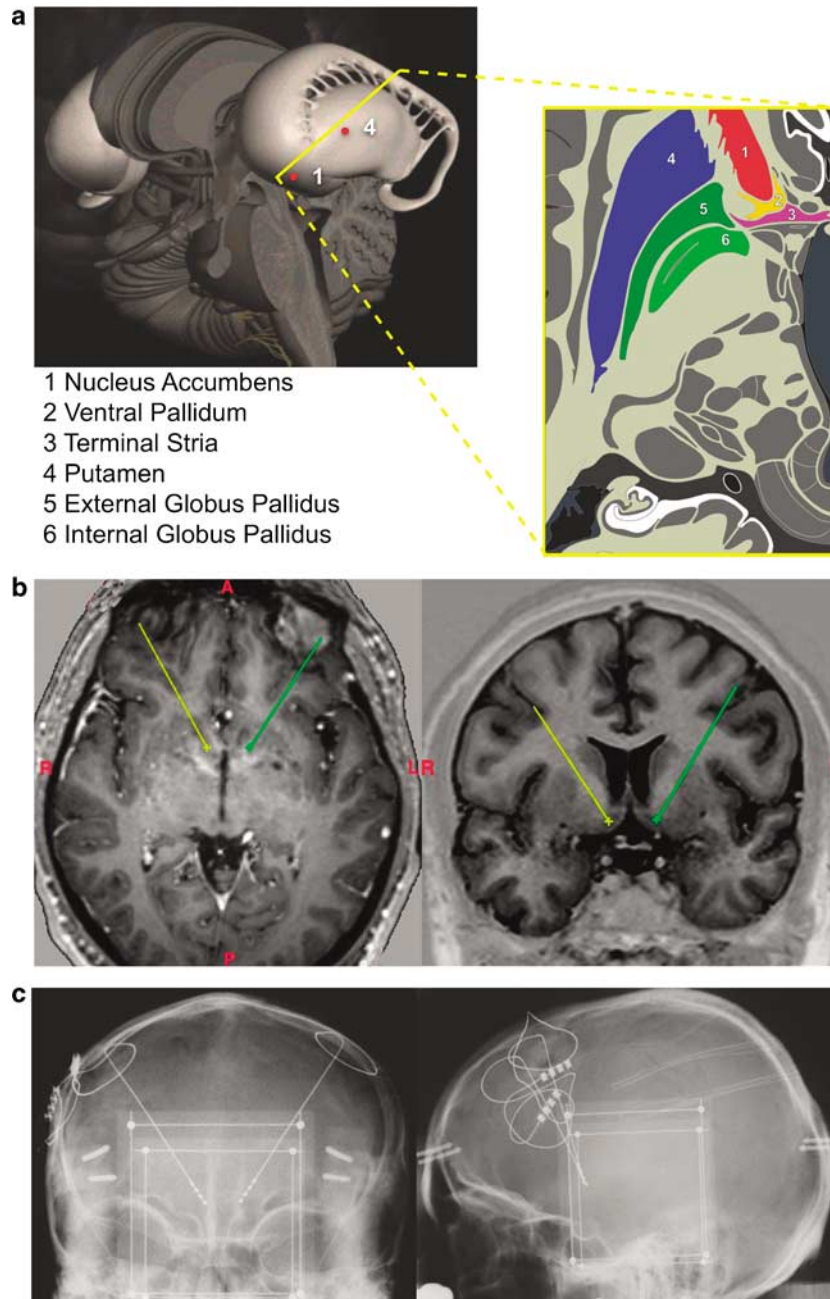 a
4
1
1
2
3
4
5
6
1 Nucleus Accumbens
2 Ventral Pallidum
3 Terminal Stria
4 Putamen
5 External Globus Pallidus
6 Internal Globus Pallidus
b
A
R
L R
P
c